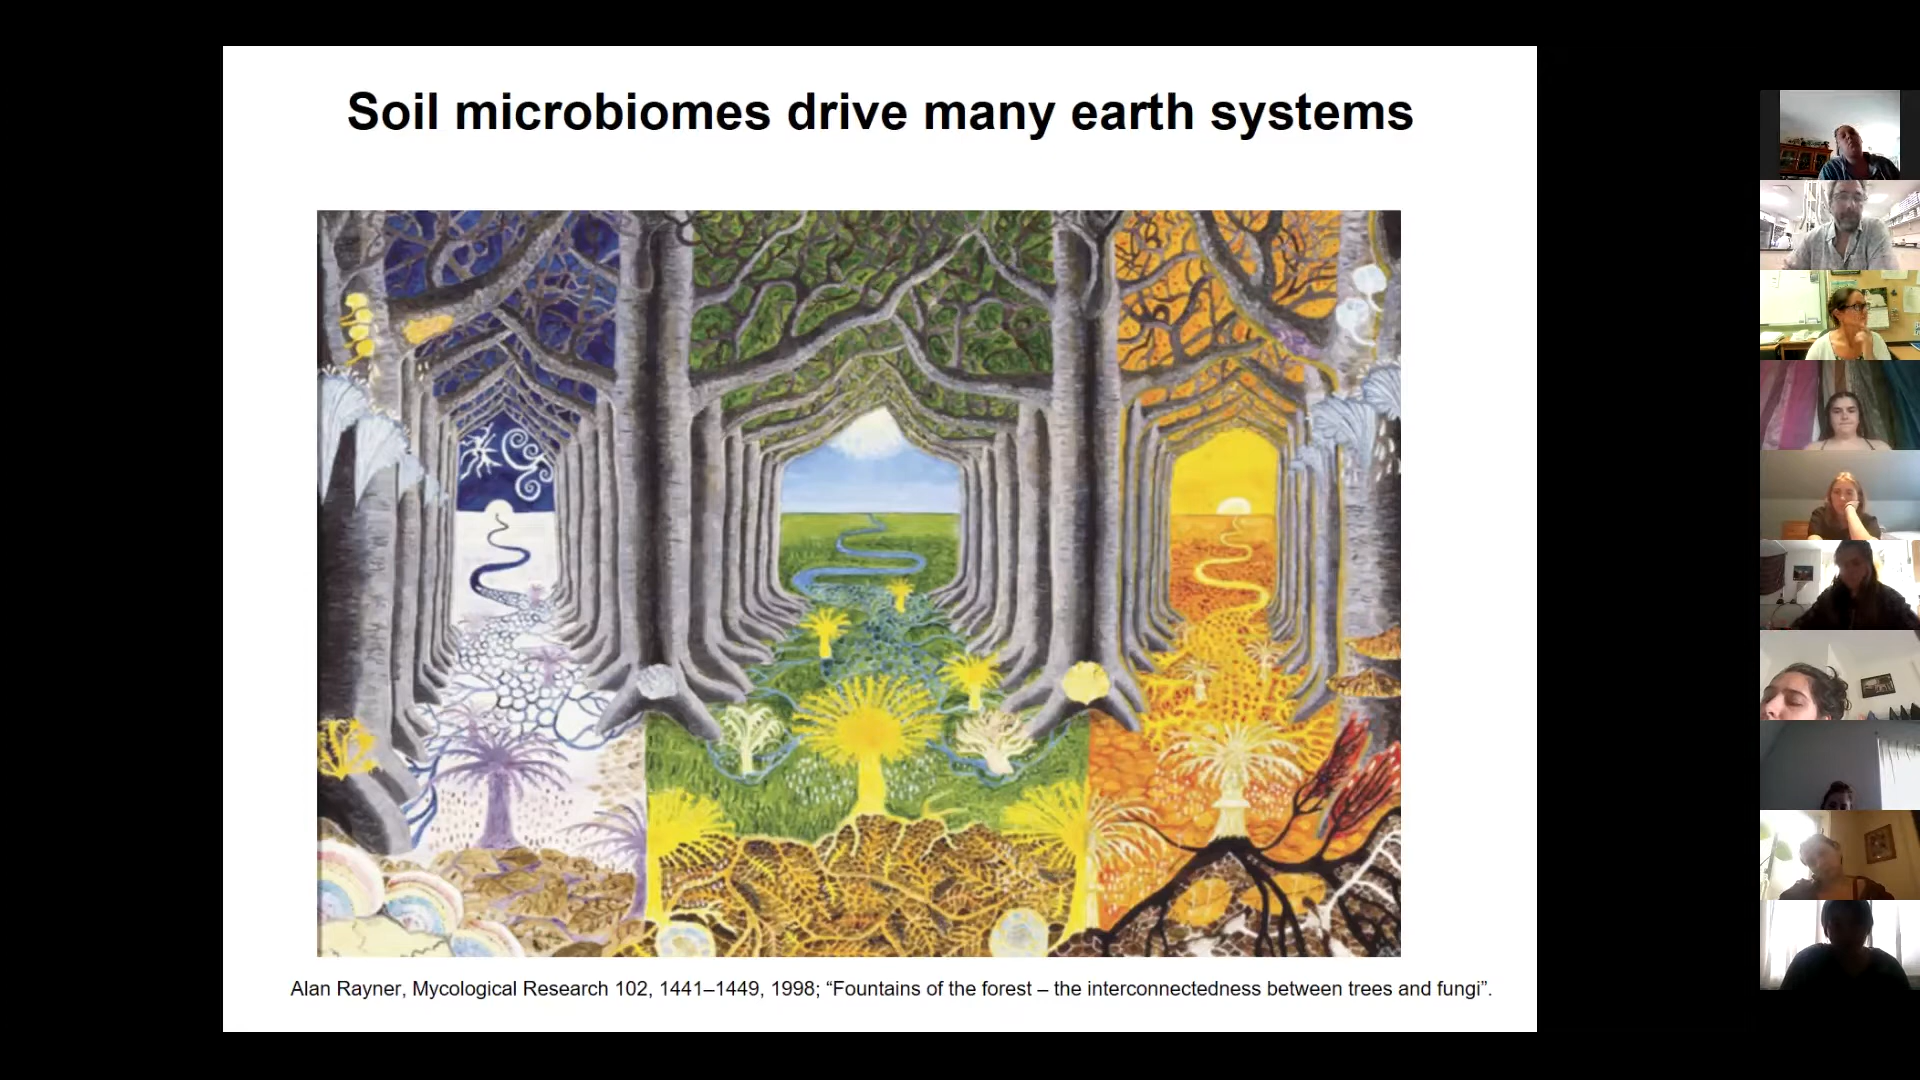 Soil microbiomes drive many earth systems
Alan Rayner, Mycological Research 102, 1441–1449, 1998; “Fountains of the forest – the interconnectedness between trees and fungi”.